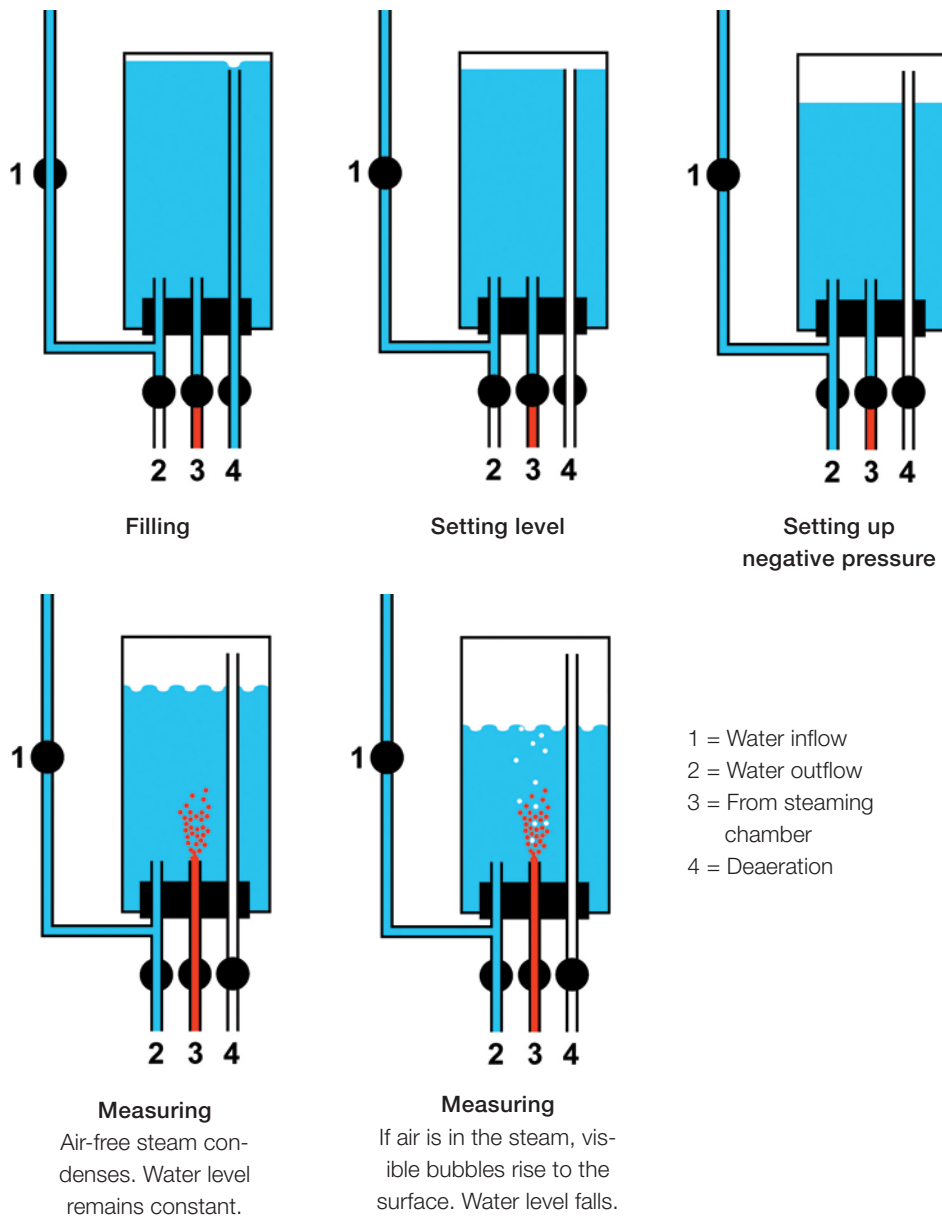 1
2 3 4
Filling
1
2 3 4
Setting level
1
2 3 4
Setting up
negative pressure
1
2 3 4
Measuring
Air-free steam con-
denses. Water level
remains constant.
1
2 3 4
Measuring
If air is in the steam, vis-
ible bubbles rise to the
surface. Water level falls.
1 = Water inflow
2 = Water outflow
3 = From steaming
chamber
4 = Deaeration